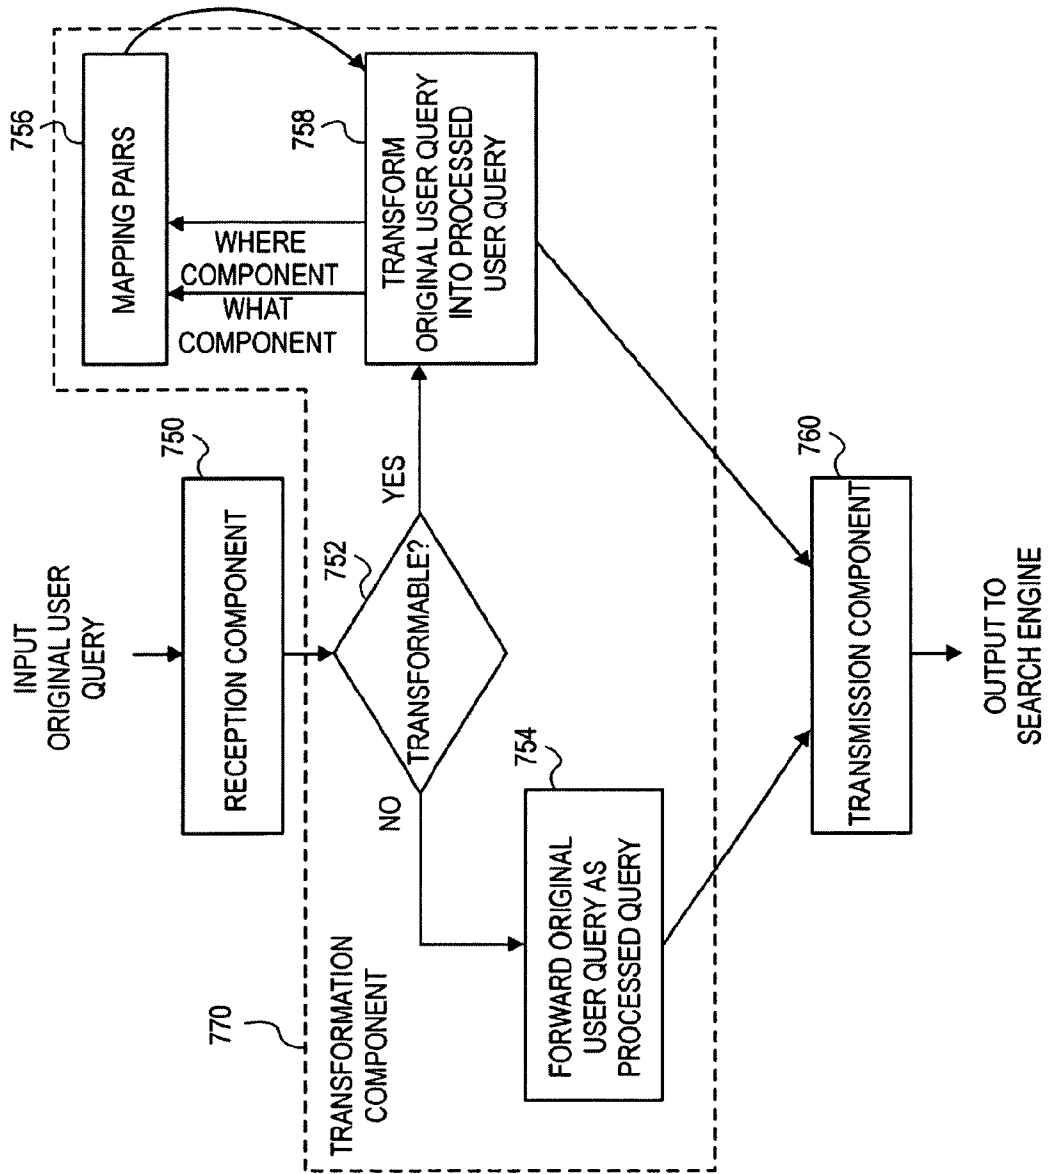 INPUT
ORIGINAL USER
QUERY
750
RECEPTION COMPONENT
770
TRANSFORMATION
COMPONENT
752
TRANSFORMABLE?
NO
YES
754
FORWARD ORIGINAL
USER QUERY AS
PROCESSED QUERY
756
MAPPING PAIRS
WHAT
COMPONENT
WHERE
COMPONENT
758
TRANSFORM
ORIGINAL USER QUERY
INTO PROCESSED
USER QUERY
760
TRANSMISSION COMPONENT
OUTPUT TO
SEARCH ENGINE